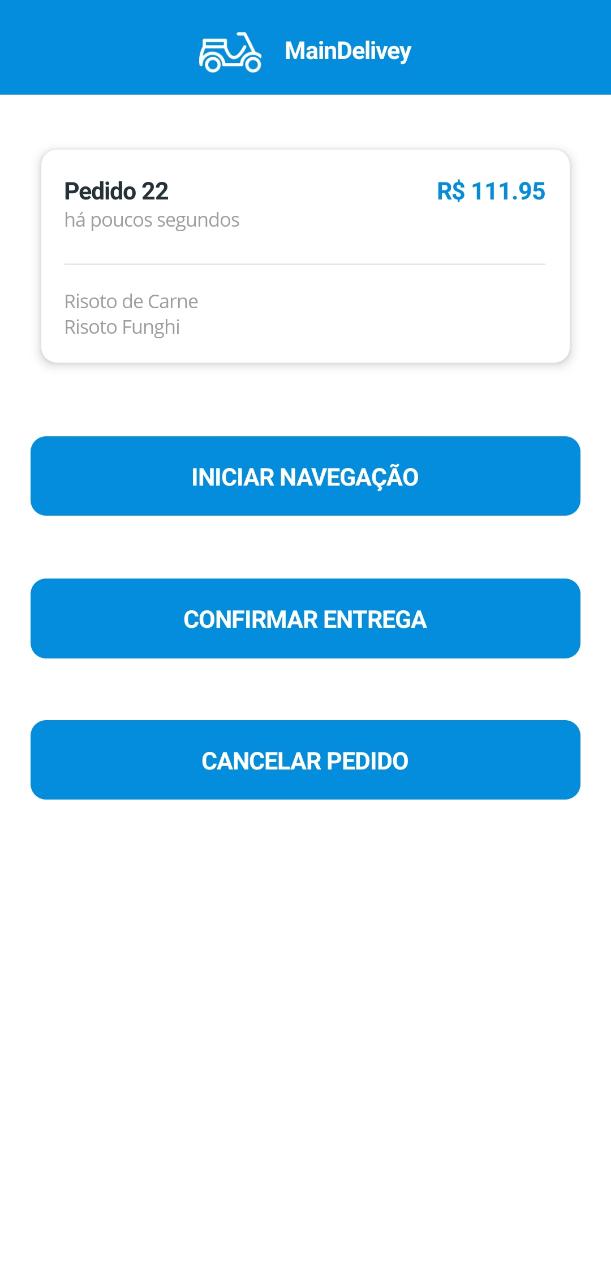 MainDelivey
Pedido 22
R$ 111.95
há poucos segundos
Risoto de Carne
Risoto Funghi
INICIAR NAVEGAÇÃO
CONFIRMAR ENTREGA
CANCELAR PEDIDO